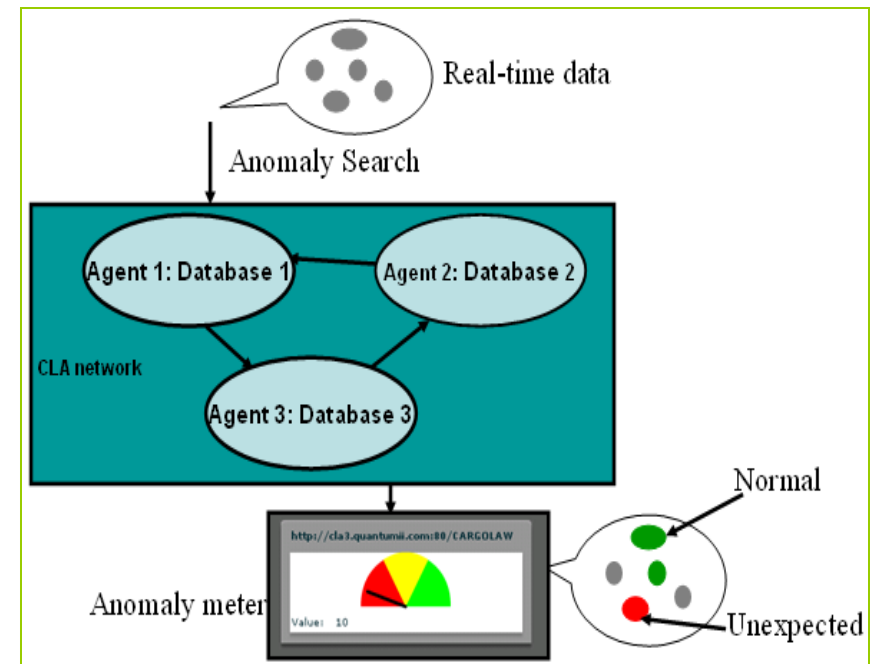 Real-time data
Anomaly Search
Agent 1: Database 1
Agent 2: Database 2
CLA network
Agent 3: Database 3
Normal
http://cla3.quantumii.com:80/CARGOLAW
Anomaly meter
Value: 10
Unexpected